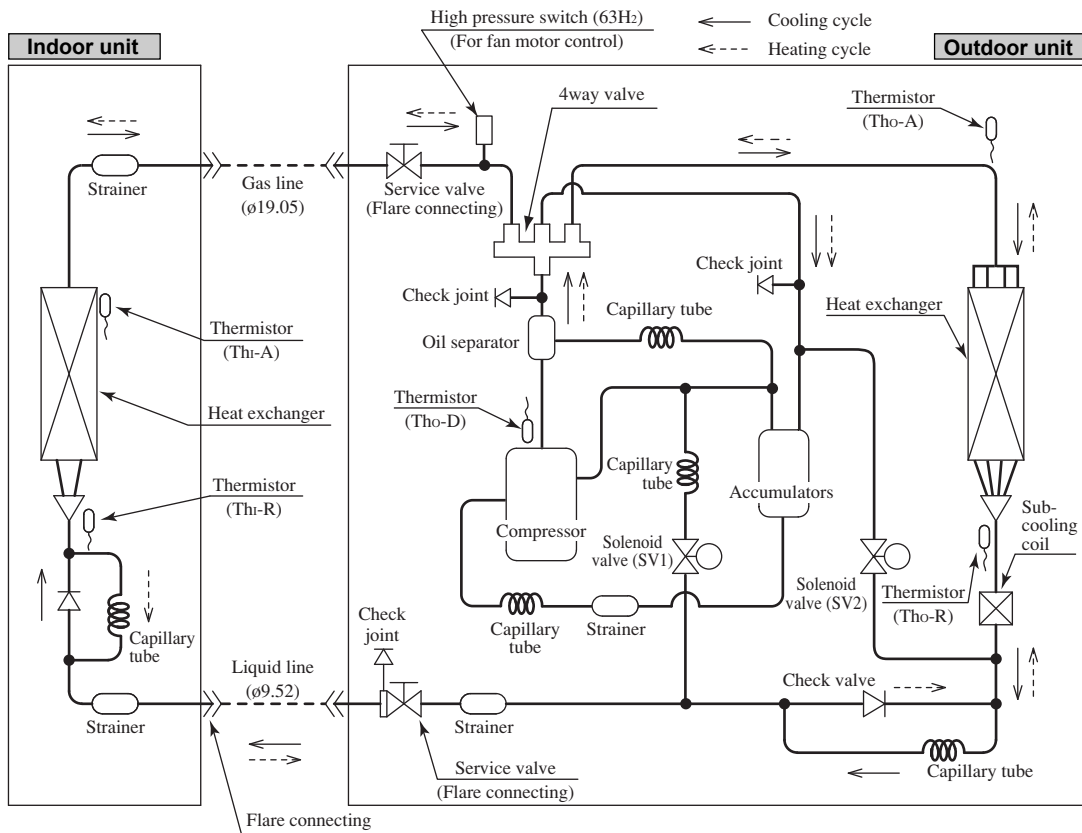 High pressure switch (63H2)
(For fan motor control)
Cooling cycle
Heating cycle
Indoor unit
Outdoor unit
4way valve
Thermistor
(ThO-A)
Strainer
Gas line
(ø19.05)
Service valve
(Flare connecting)
Check joint
Check joint
Capillary tube
Heat exchanger
Oil separator
Thermistor
(ThI-A)
Heat exchanger
Thermistor
(ThO-D)
Capillary
tube
Accumulators
Thermistor
(ThI-R)
Compressor
Sub-
cooling
coil
Solenoid
valve (SV1)
Solenoid
valve (SV2)
Thermistor
(ThO-R)
Capillary
tube
Strainer
Check
joint
Capillary
tube
Liquid line
(ø9.52)
Check valve
Strainer
Strainer
Service valve
(Flare connecting)
Capillary tube
Flare connecting